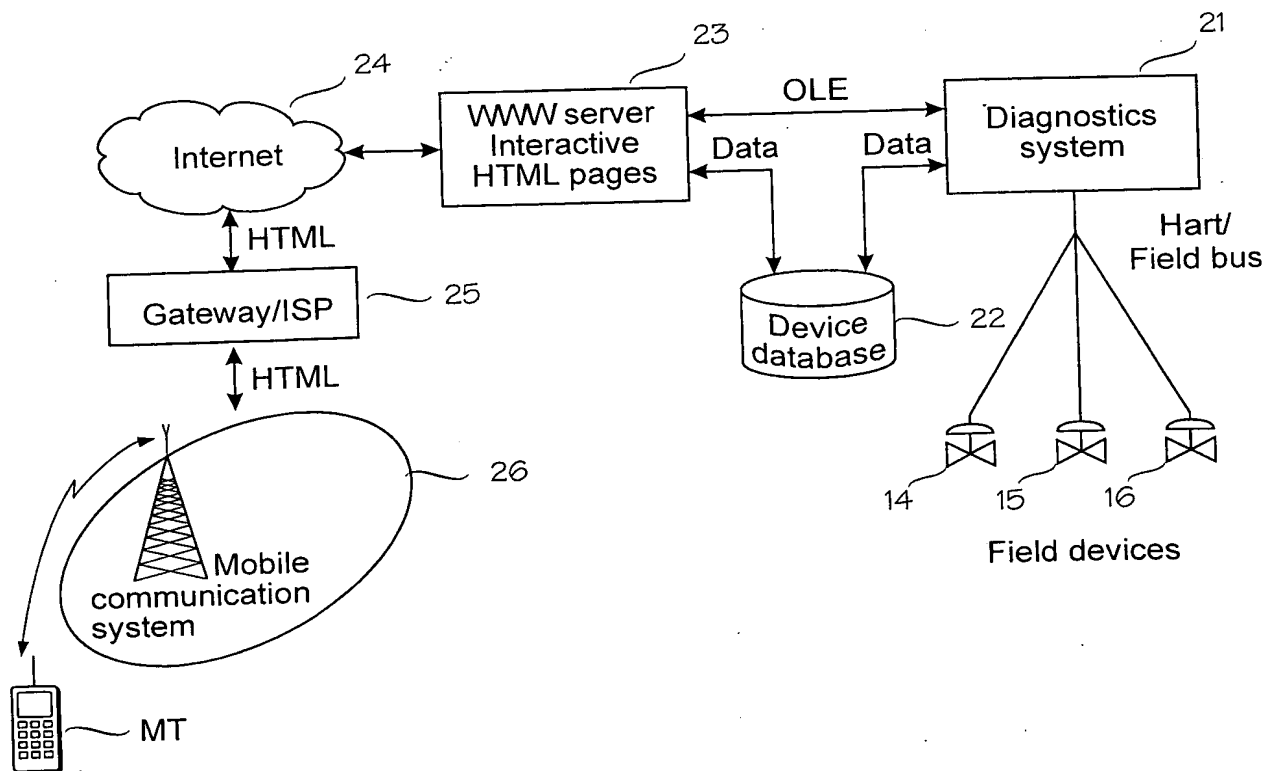 24
23
21
Internet
WWW server
Interactive
HTML pages
OLE
Data
Data
Diagnostics
system
HTML
Hart/
Field bus
Gateway/ISP
25
Device
database
22
HTML
26
14
15
16
Mobile
communication
system
Field devices
MT